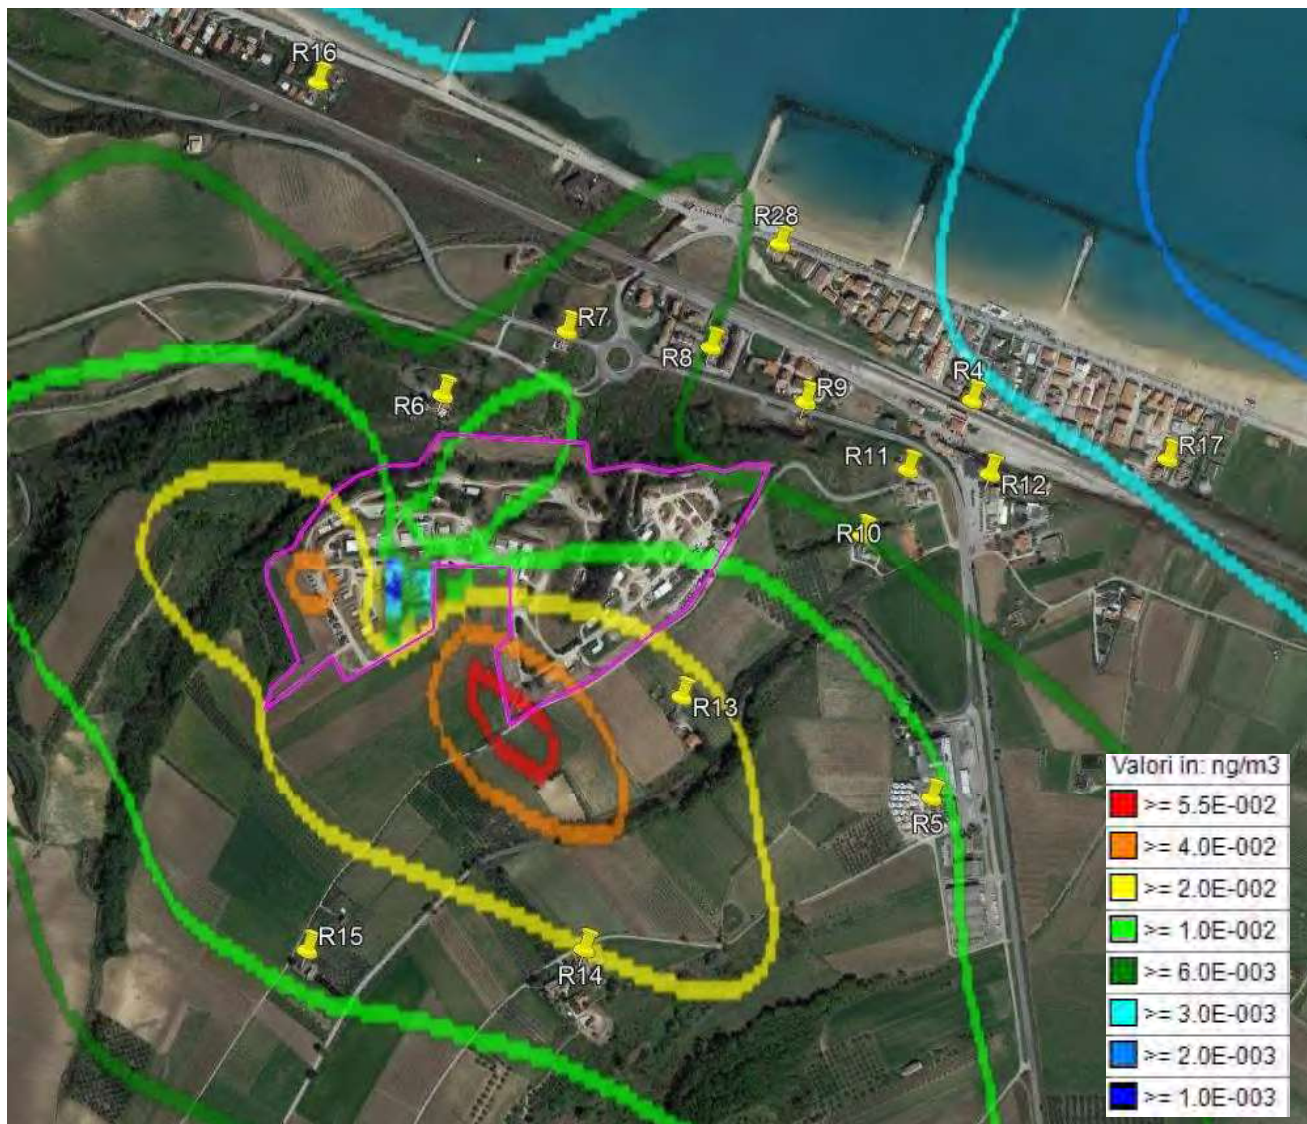 R16
R28
R7
R8
R4
R6
R9
R17
R11
R12
R10
R13
Valori in: ng/m3
>= 5.5E-002
R5
>= 4.0E-002
>= 2.0E-002
R15
>= 1.0E-002
R14
>= 6.0E-003
>= 3.0E-003
>= 2.0E-003
>= 1.0E-003